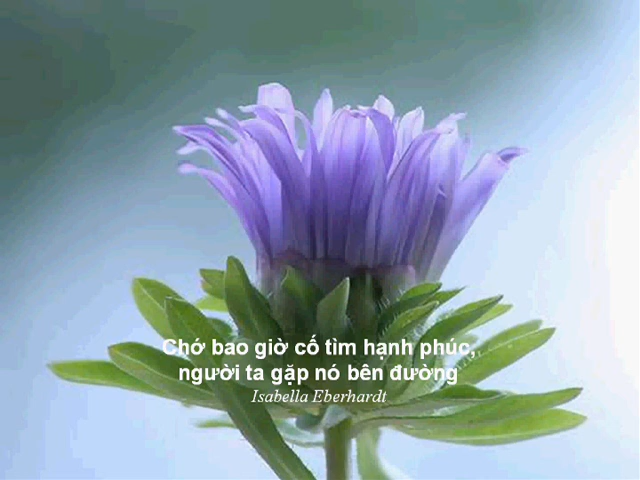 Chớ bao giờ cố tìm hạnh phúc,
người ta gặp nó bên đường
Isabella Eberhardt